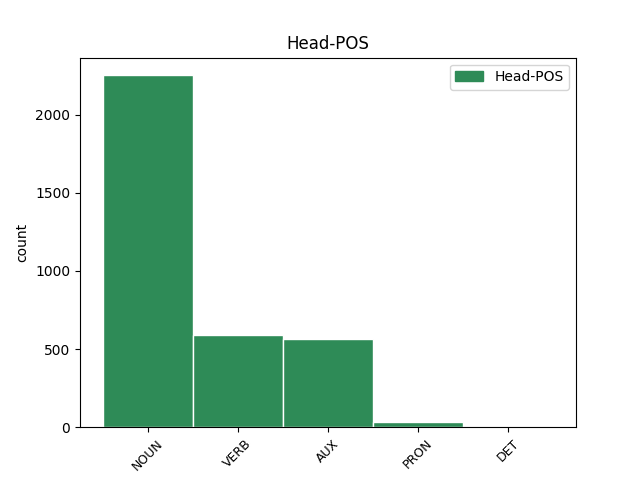 Head-POS
Head-POS
count
2000
1500
1000
500
0
NOUN
VERB
AUX
PRON
DET